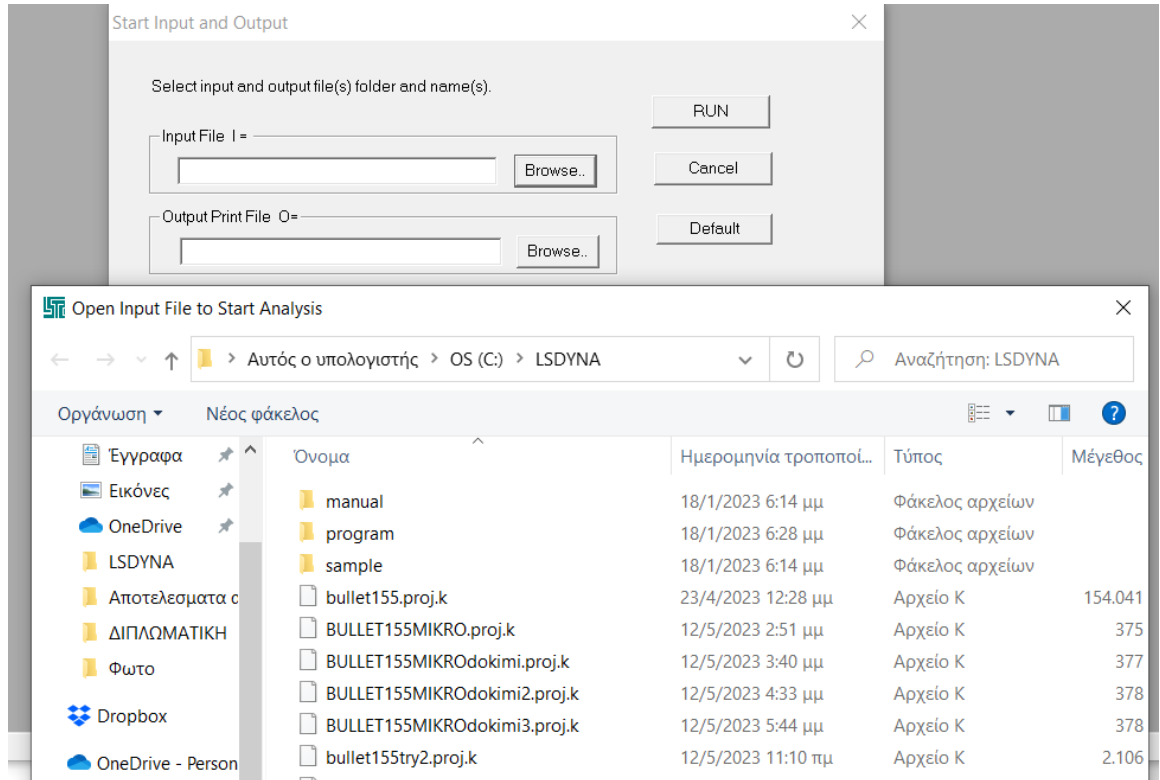 Start Input and Output
Select input and output file(s) folder and name(s).
RUN
Input File I =
Browse..
Cancel
Output Print File O=
Default
Browse..
Open Input File to Start Analysis
Αυτός ο υπολογιστής > OS (C:) > LSDYNA
Αναζήτηση: LSDYNA
Οργάνωση Νέος φάκελος
Έγγραφα
Εικόνες
OneDrive
LSDYNA
Αποτελεσματα
ΔΙΠΛΩΜΑΤΙΚΗ
Φωτο
Dropbox
OneDrive - Person
Όνομα Ημερομηνία τροποποί... Τύπος Μέγεθος
manual 18/1/2023 6:14 μμ Φάκελος αρχείων
program 18/1/2023 6:28 μμ Φάκελος αρχείων
sample 18/1/2023 6:14 μμ Φάκελος αρχείων
bullet155.proj.k 23/4/2023 12:28 μμ Αρχείο K 154.041
BULLET155MIKRO.proj.k 12/5/2023 2:51 μμ Αρχείο K 375
BULLET155MIKROdokimi.proj.k 12/5/2023 3:40 μμ Αρχείο K 377
BULLET155MIKROdokimi2.proj.k 12/5/2023 4:33 μμ Αρχείο K 378
BULLET155MIKROdokimi3.proj.k 12/5/2023 5:44 μμ Αρχείο K 378
bullet155try2.proj.k 12/5/2023 11:10 πμ Αρχείο K 2.106